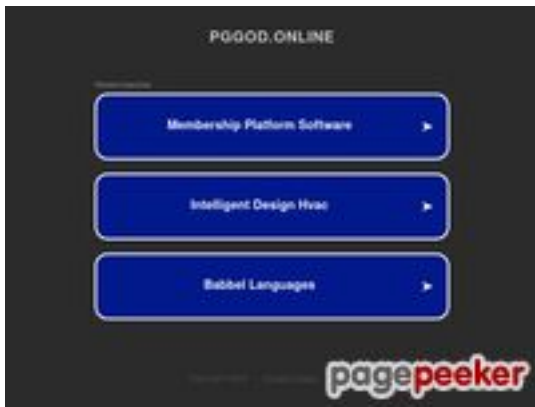 PGGOD.ONLINE
Membership Platform Software
Intelligent Design Hvac
Babbel Languages
pagepeeker